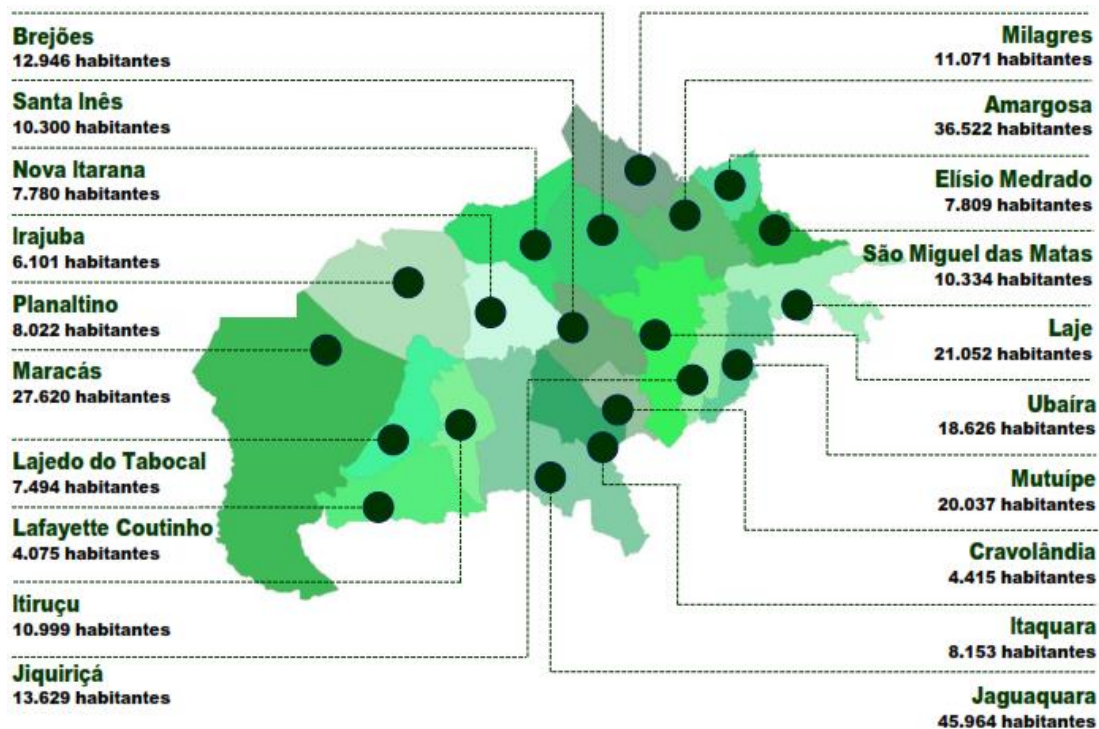 Brejões
12.946 habitantes
Santa Inês
10.300 habitantes
Nova Itarana
7.780 habitantes
Irajuba
6.101 habitantes
Planaltino
8.022 habitantes
Maracás
27.620 habitantes
Lajedo do Tabocal
7.494 habitantes
Lafayette Coutinho
4.075 habitantes
Itiruçu
10.999 habitantes
Jiquiriçá
13.629 habitantes
Milagres
11.071 habitantes
Amargosa
36.522 habitantes
Elísio Medrado
7.809 habitantes
São Miguel das Matas
10.334 habitantes
Laje
21.052 habitantes
Ubaíra
18.626 habitantes
Mutuípe
20.037 habitantes
Cravolândia
4.415 habitantes
Itaquara
8.153 habitantes
Jaguaquara
45.964 habitantes